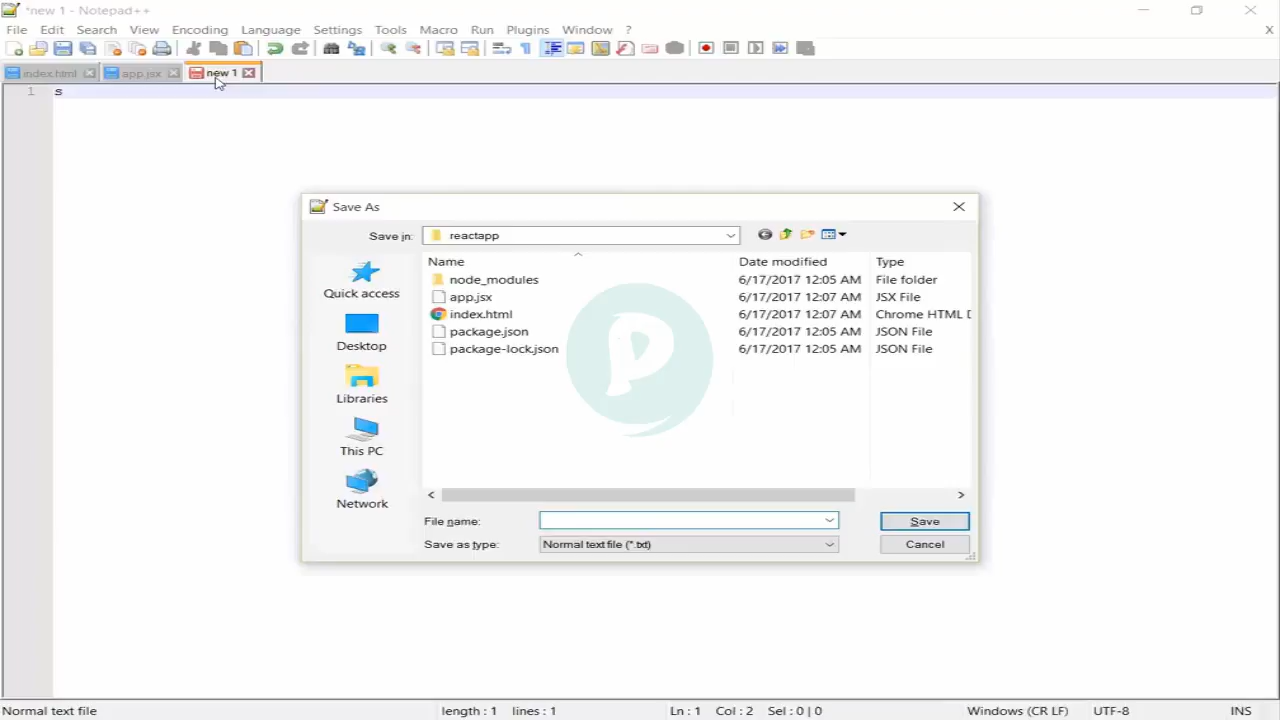 *new 1 - Notepad++
File Edit Search View Encoding Language Settings Tools Macro Run Plugins Window ? X
index.html app.jsx new 1
1 s
Save As
Save in: reactapp
Name Date modified Type
Quick access
Desktop
Libraries
This PC
Network
node_modules 6/17/2017 12:05 AM File folder
app.jsx 6/17/2017 12:07 AM JSX File
index.html 6/17/2017 12:07 AM Chrome HTML D
package.json 6/17/2017 12:05 AM JSON File
package-lock.json 6/17/2017 12:05 AM JSON File
P
File name: Save
Save as type: Normal text file (*.txt) Cancel
Normal text file length : 1 lines : 1 Ln : 1 Col : 2 Sel : 0 | 0 Windows (CR LF) UTF-8 INS